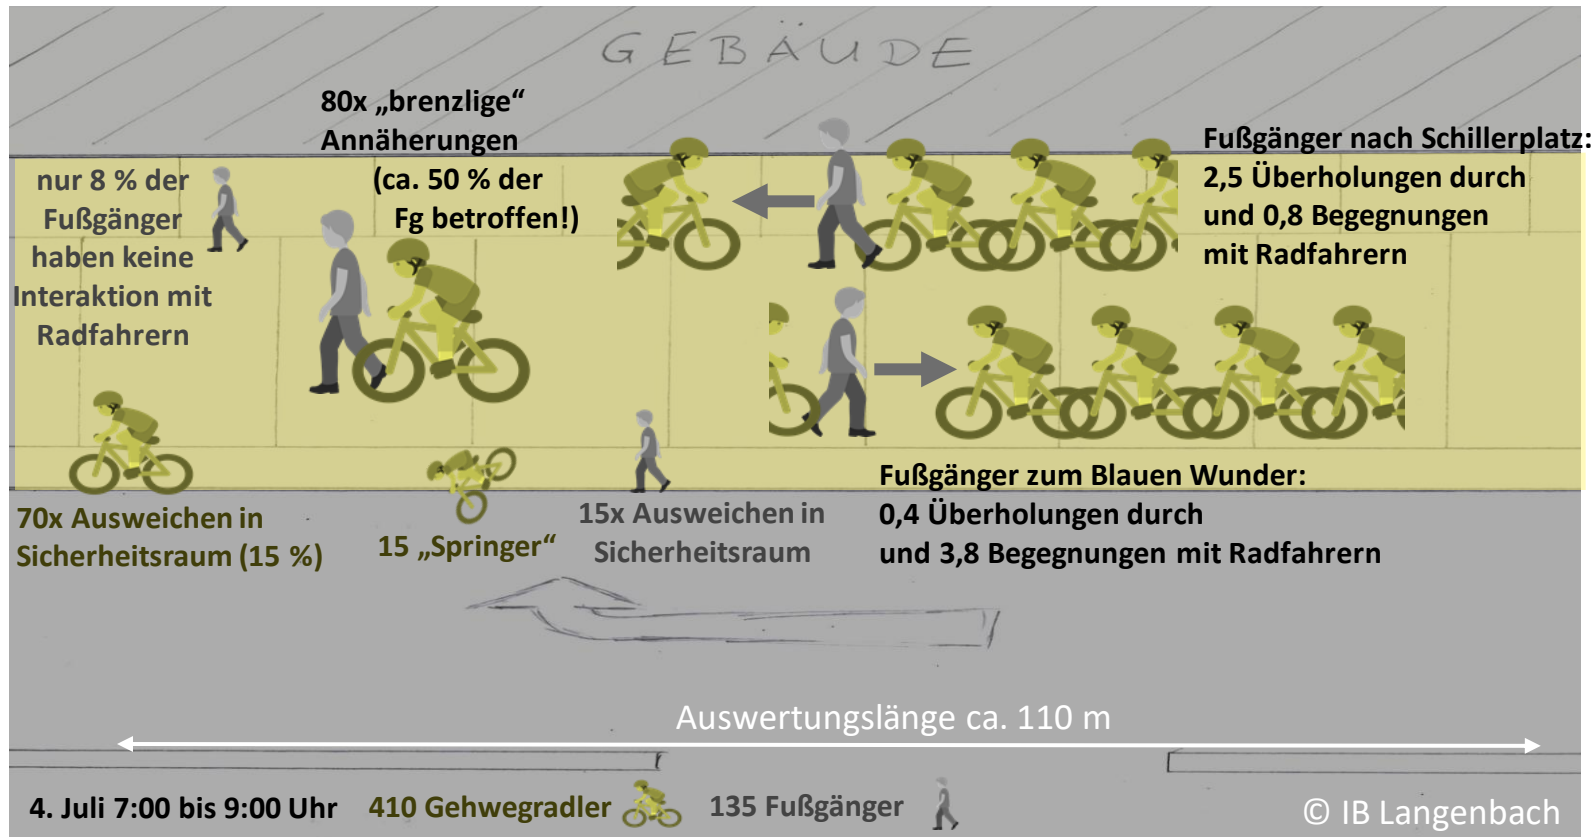 GEBÄUDE
80x „brenzlige“
Annäherungen
(ca. 50 % der
Fg betroffen!)
nur 8 % der
Fußgänger
haben keine
Interaktion mit
Radfahrern
Fußgänger nach Schillerplatz:
2,5 Überholungen durch
und 0,8 Begegnungen
mit Radfahrern
70x Ausweichen in
Sicherheitsraum (15 %)
15 „Springer“
15x Ausweichen in
Sicherheitsraum
Fußgänger zum Blauen Wunder:
0,4 Überholungen durch
und 3,8 Begegnungen mit Radfahrern
Auswertungslänge ca. 110 m
4. Juli 7:00 bis 9:00 Uhr
410 Gehwegradler
135 Fußgänger
© IB Langenbach